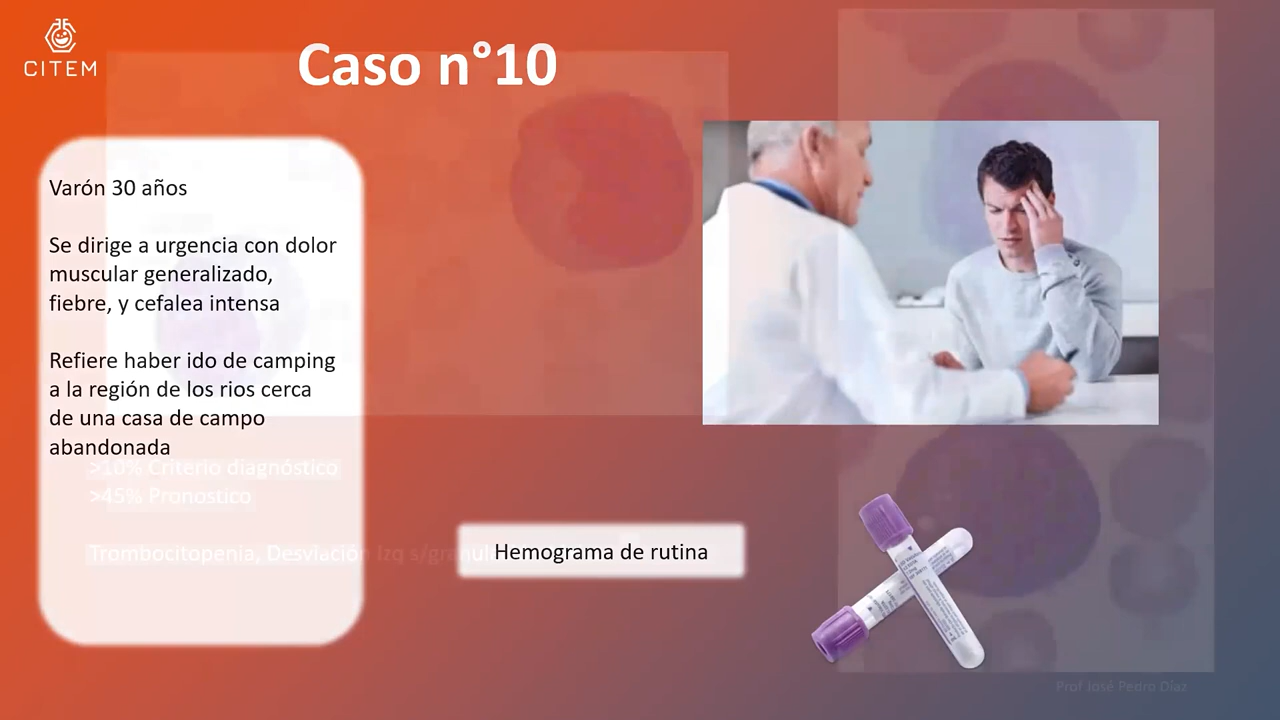 CITEM
Caso n°10
Varón 30 años
Se dirige a urgencia con dolor
muscular generalizado,
fiebre, y cefalea intensa
Refiere haber ido de camping
a la región de los rios cerca
de una casa de campo
abandonada
>10% Criterio diagnóstico
>45% Pronostico
Trombocitopenia, Desviación Izq s/granul
Hemograma de rutina
Prof José Pedro Díaz